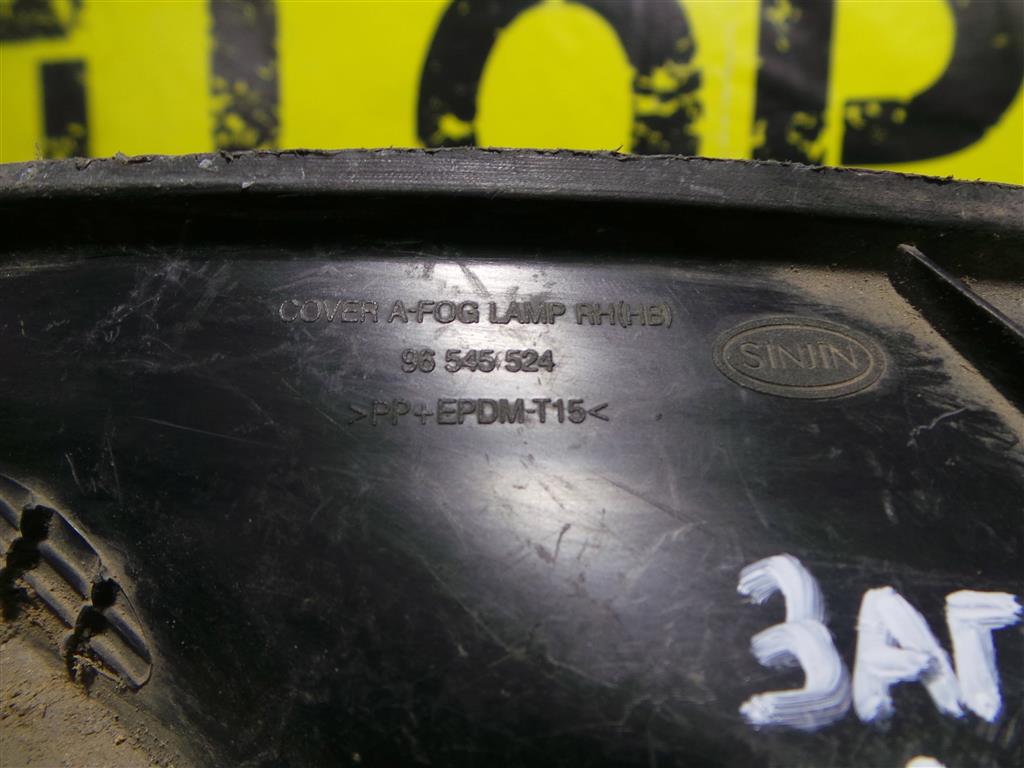 COVER A-FOG LAMP RH(HB)
96 545 524
SINJIN
>PP+EPDM-T15<
ЗАГ